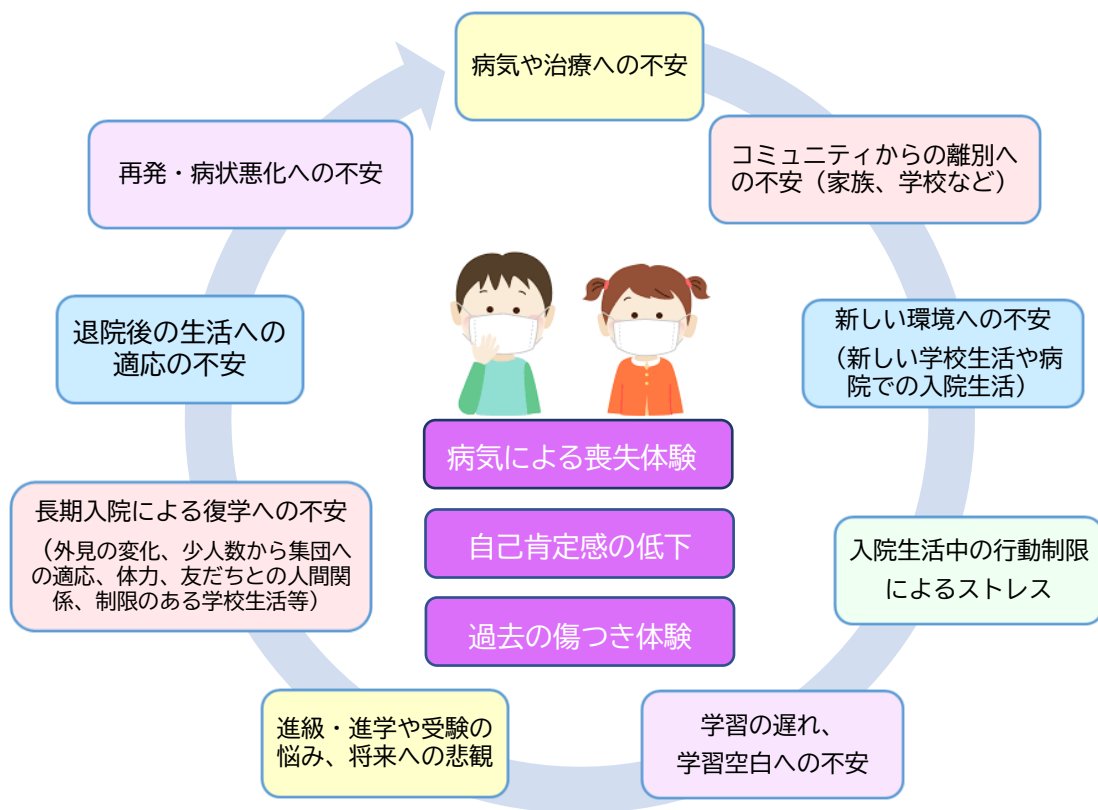 病気や治療への不安
コミュニティからの離別へ
の不安（家族、学校など）
新しい環境への不安
（新しい学校生活や病
院での入院生活）
入院生活中の行動制限
によるストレス
学習の遅れ、
学習空白への不安
進級・進学や受験の
悩み、将来への悲観
長期入院による復学への不安
（外見の変化、少人数から集団へ
の適応、体力、友だちとの人間関
係、制限のある学校生活等）
退院後の生活への
適応の不安
再発・病状悪化への不安
病気による喪失体験
自己肯定感の低下
過去の傷つき体験